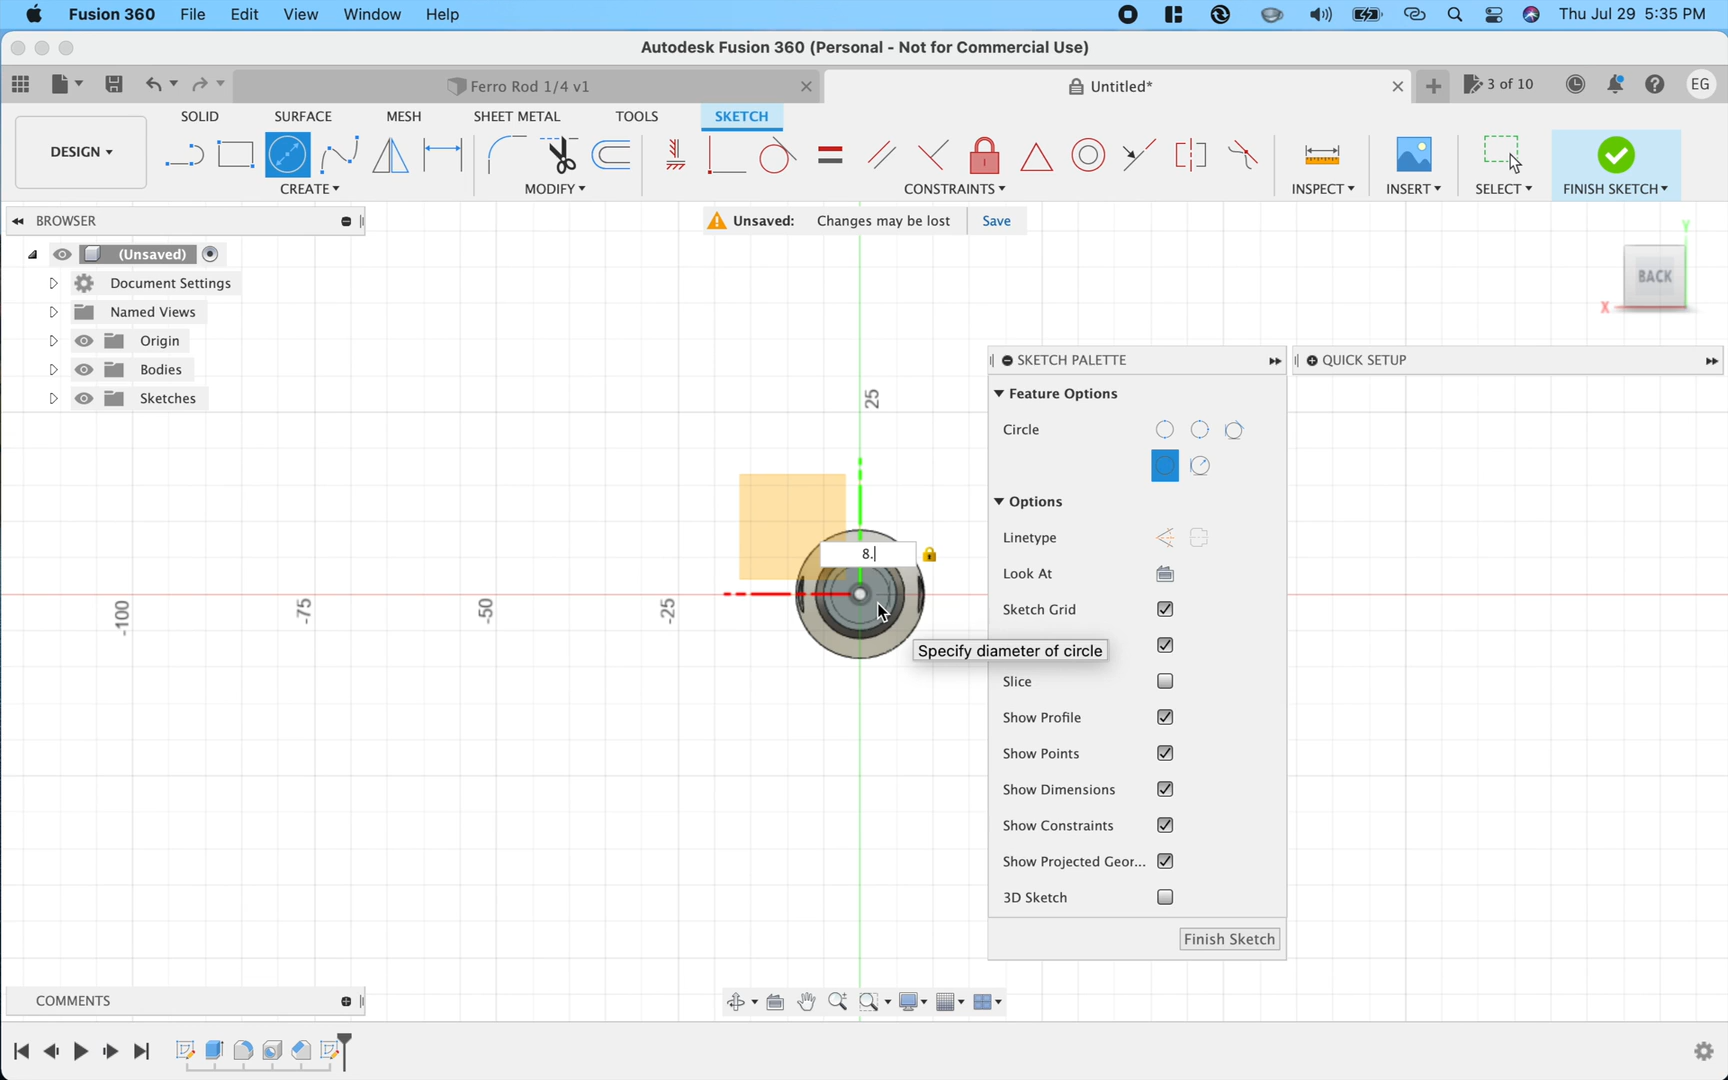 Fusion 360 File Edit View Window Help Thu Jul 29 5:35 PM
Autodesk Fusion 360 (Personal - Not for Commercial Use)
Ferro Rod 1/4 v1 Untitled* 3 of 10 EG
SOLID SURFACE MESH SHEET METAL TOOLS SKETCH
DESIGN
CREATE MODIFY CONSTRAINTS INSPECT INSERT SELECT FINISH SKETCH
BROWSER
Unsaved: Changes may be lost Save
(Unsaved)
Document Settings
Named Views
Origin
Bodies
Sketches
Y
BACK
X
SKETCH PALETTE
QUICK SETUP
Feature Options
Circle
Options
Linetype
Look At
Sketch Grid
Slice
Show Profile
Show Points
Show Dimensions
Show Constraints
Show Projected Geor...
3D Sketch
Finish Sketch
25
8.
-100 -75 -50 -25
Specify diameter of circle
COMMENTS